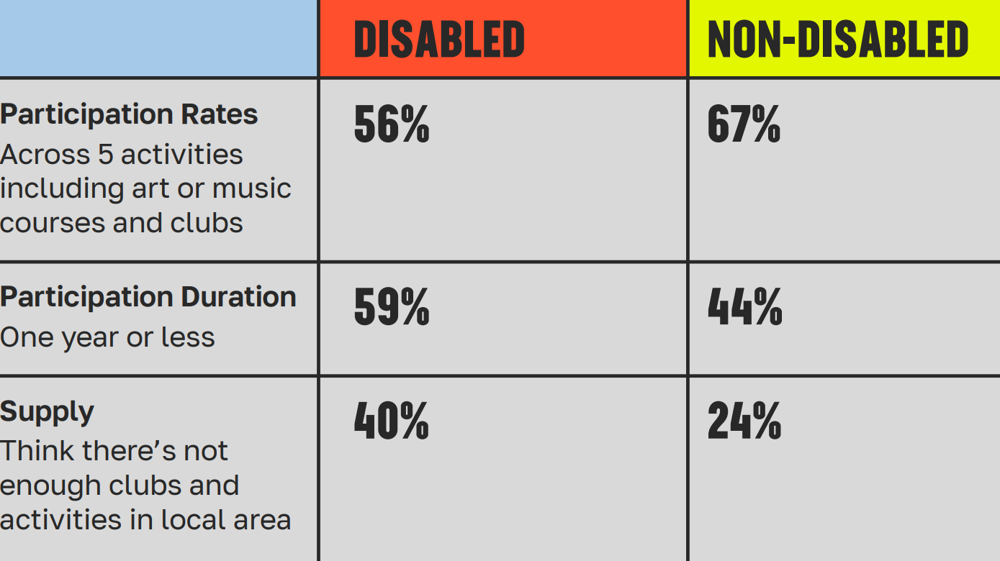 DISABLED NON-DISABLED
Participation Rates 56% 67%
Across 5 activities
including art or music
courses and clubs
Participation Duration 59% 44%
One year or less
Supply 40% 24%
Think there’s not
enough clubs and
activities in local area